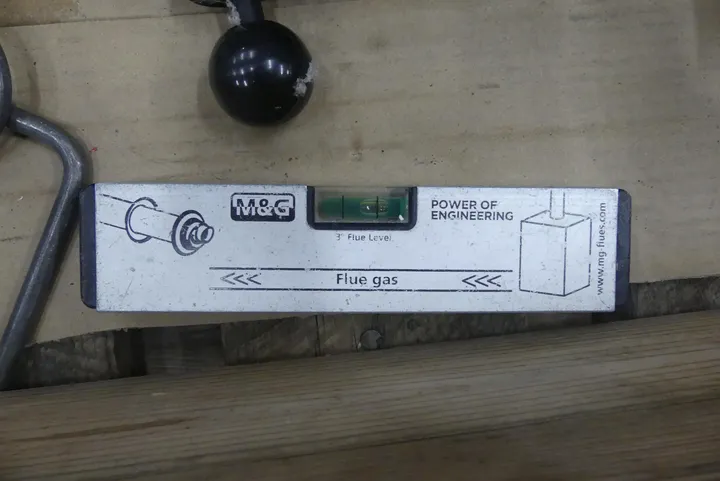 M&G
POWER OF
ENGINEERING
3° Flue Level
Flue gas
www.mg-flues.com